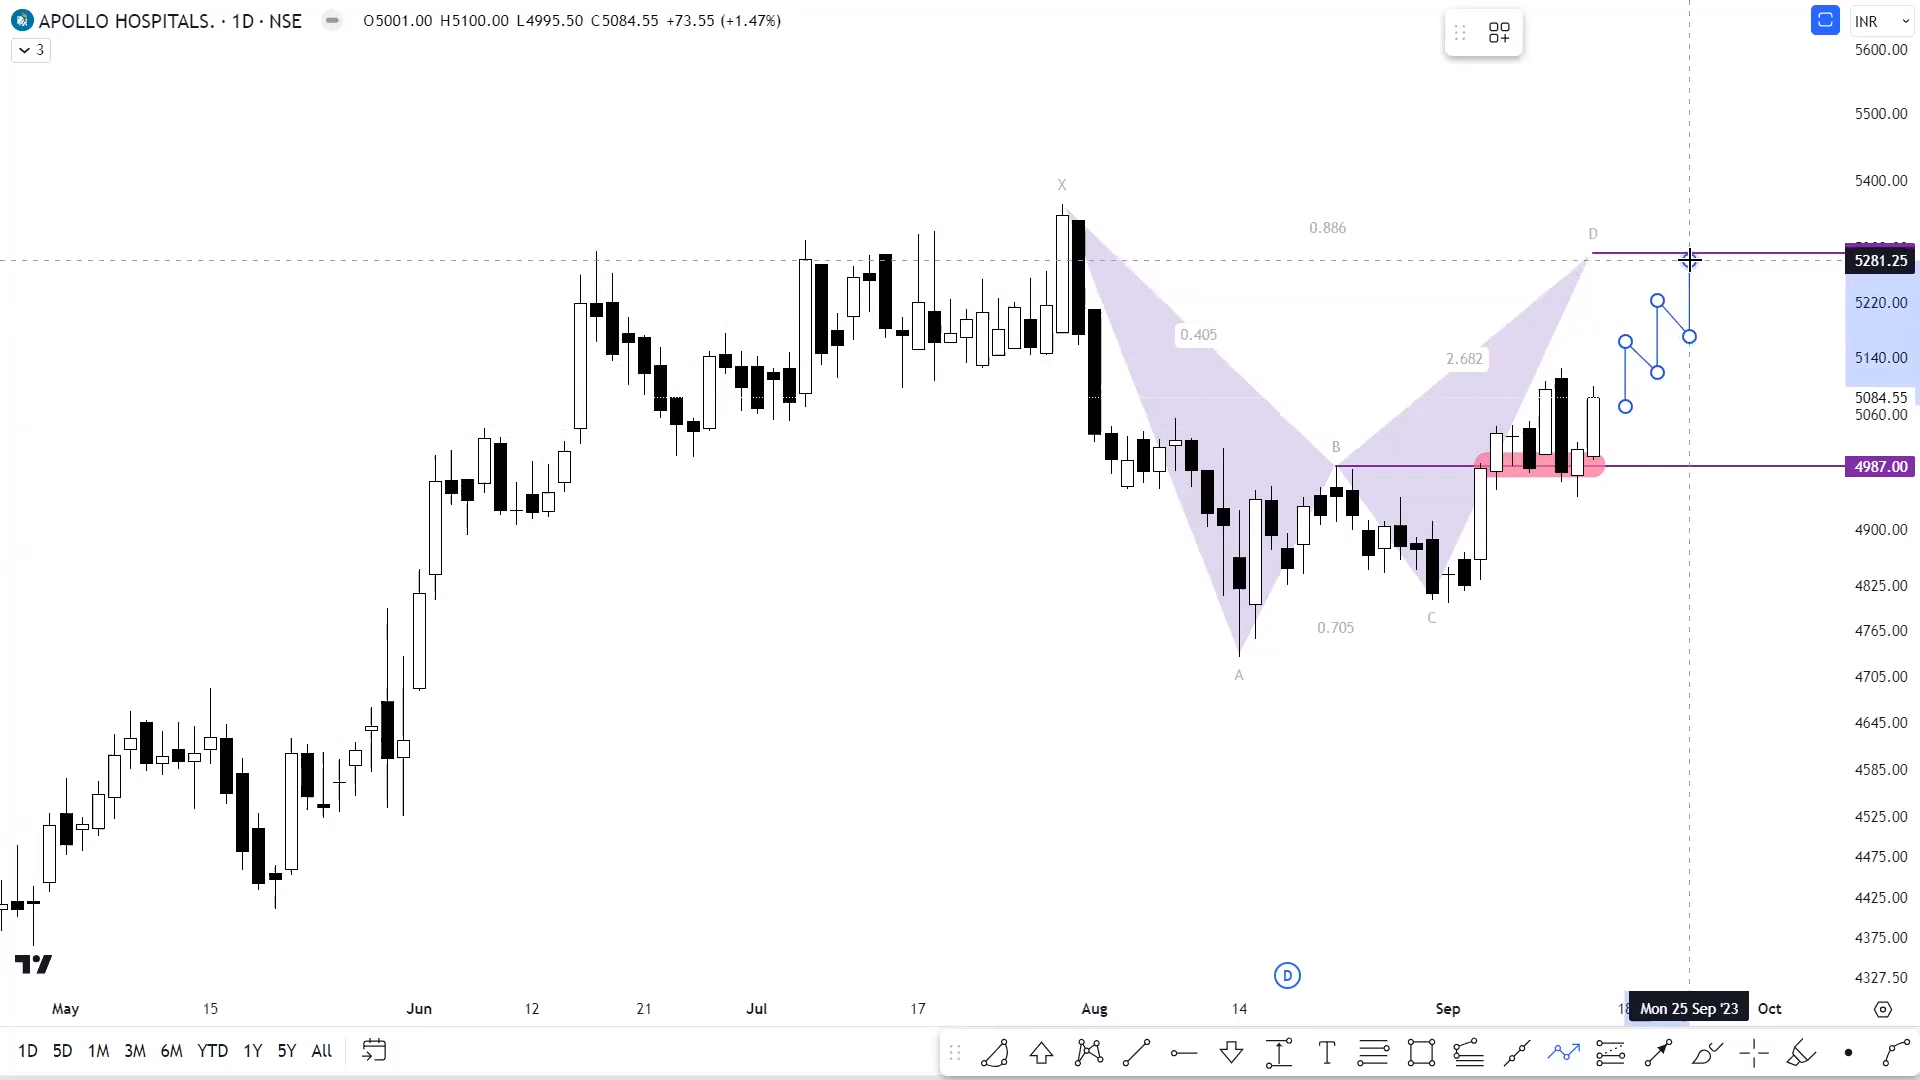 APOLLO HOSPITALS. · 1D · NSE O5001.00 H5100.00 L4995.50 C5084.55 +73.55 (+1.47%)
INR
3
5600.00
5500.00
5400.00
5281.25
5220.00
5140.00
5084.55
5060.00
4987.00
4900.00
4825.00
4765.00
4705.00
4645.00
4585.00
4525.00
4475.00
4425.00
4375.00
4327.50
X
0.886
D
0.405
2.682
B
0.705
C
A
D
May 15 Jun 12 21 Jul 17 Aug 14 Sep Mon 25 Sep '23 Oct
1D 5D 1M 3M 6M YTD 1Y 5Y All
T